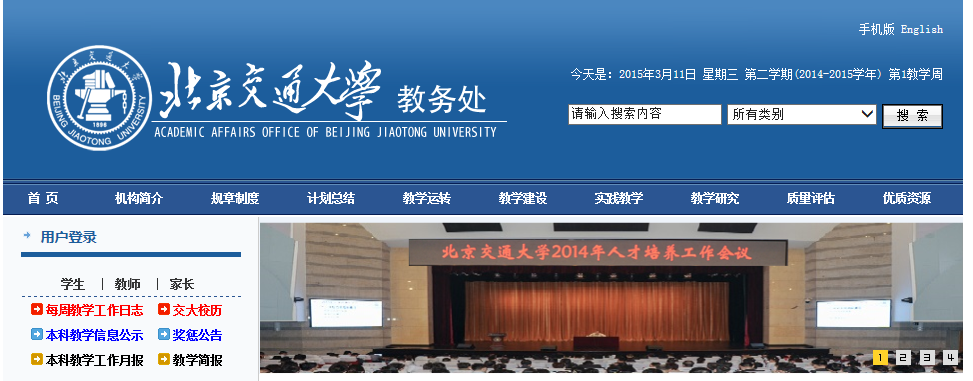 手机版 English
今天是：2015年3月11日 星期三 第二学期(2014-2015学年) 第1教学周
北京交通大学
BEIJING JIAOTONG UNIVERSITY
1896
北京交通大学 教务处
ACADEMIC AFFAIRS OFFICE OF BEIJING JIAOTONG UNIVERSITY
请输入搜索内容 所有类别 搜 索
首 页 机构简介 规章制度 计划总结 教学运转 教学建设 实践教学 教学研究 质量评估 优质资源
用户登录
学生 | 教师 | 家长
每周教学工作日志 交大校历
本科教学信息公示 奖惩公告
本科教学工作月报 教学简报
北京交通大学2014年人才培养工作会议
1 2 3 4